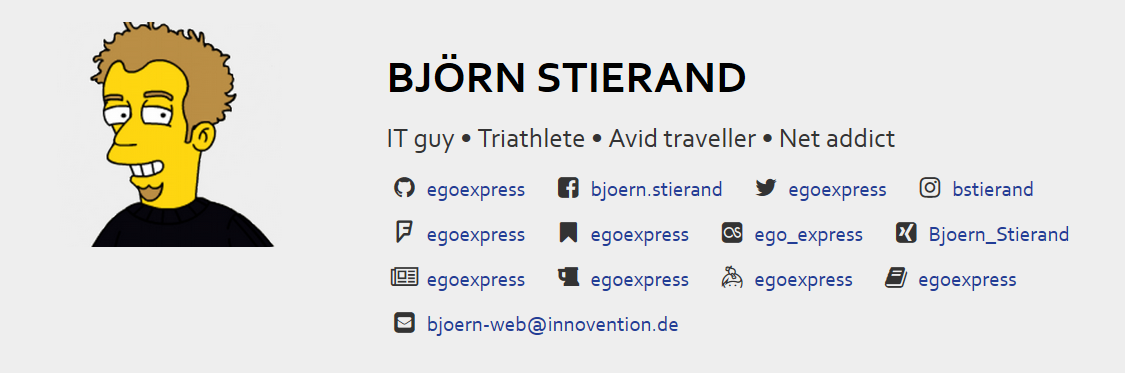 BJÖRN STIERAND
IT guy • Triathlete • Avid traveller • Net addict
egoexpress bjoern.stierand egoexpress bstierand
egoexpress egoexpress ego_express Bjoern_Stierand
egoexpress egoexpress egoexpress egoexpress
bjoern-web@innovention.de